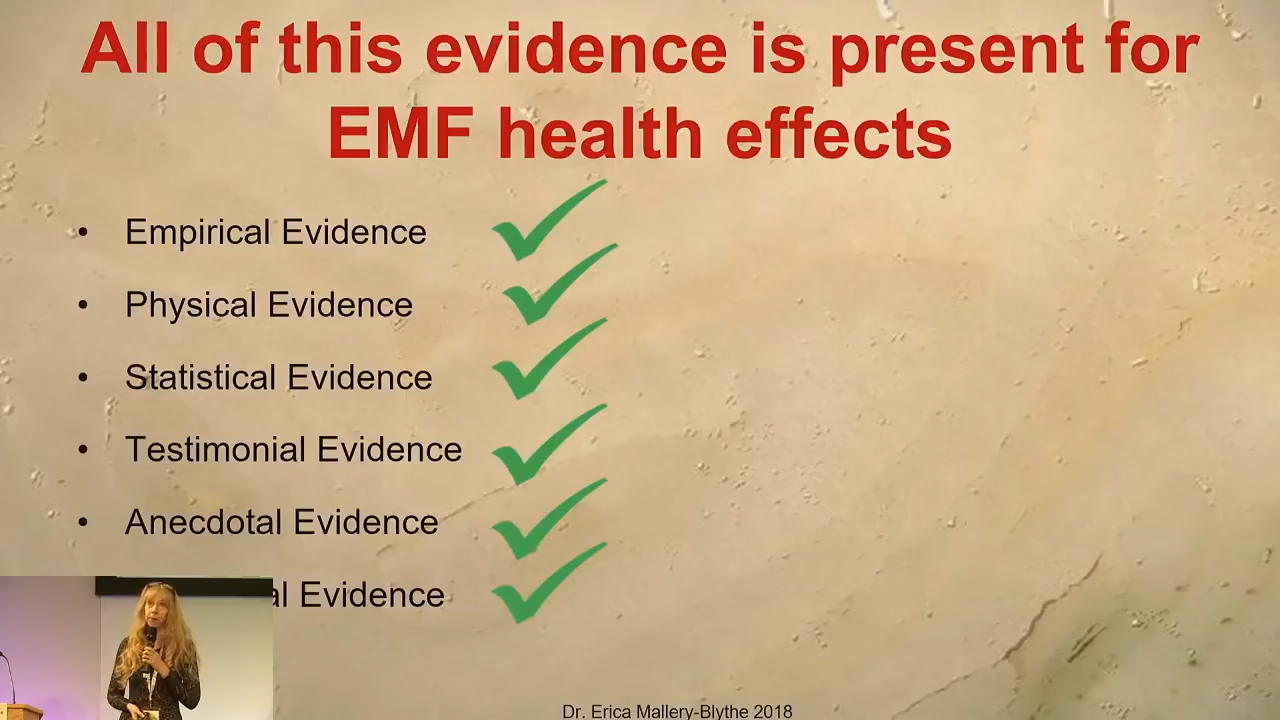 All of this evidence is present for
EMF health effects
• Empirical Evidence
• Physical Evidence
• Statistical Evidence
• Testimonial Evidence
• Anecdotal Evidence
Evidence
Dr. Erica Mallery-Blythe 2018